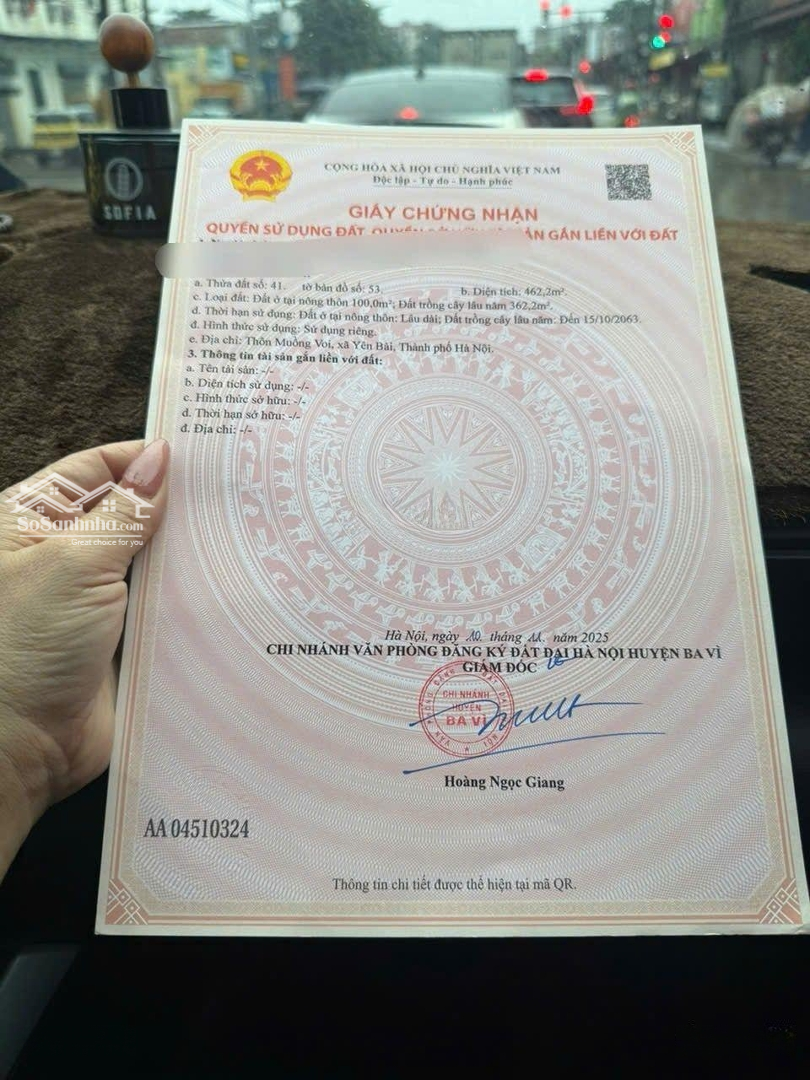 SOFIA
CỘNG HÒA XÃ HỘI CHỦ NGHĨA VIỆT NAM
Độc lập - Tự do - Hạnh phúc
GIẤY CHỨNG NHẬN
QUYỀN SỬ DỤNG ĐẤT, QUYỀN SỞ HỮU TÀI SẢN GẮN LIỀN VỚI ĐẤT
a. Thửa đất số: 41. tờ bản đồ số: 53. b. Diện tích: 462,2m².
c. Loại đất: Đất ở tại nông thôn 100,0m²; Đất trồng cây lâu năm 362,2m².
d. Thời hạn sử dụng: Đất ở tại nông thôn: Lâu dài; Đất trồng cây lâu năm: Đến 15/10/2063.
đ. Hình thức sử dụng: Sử dụng riêng.
e. Địa chỉ: Thôn Muồng Voi, xã Yên Bài, Thành phố Hà Nội.
3. Thông tin tài sản gắn liền với đất:
a. Tên tài sản: -/-
b. Diện tích sử dụng: -/-
c. Hình thức sở hữu: -/-
d. Thời hạn sở hữu: -/-
đ. Địa chỉ: -/-
SoSanhnha.com
Great choice for you
Hà Nội, ngày 10 tháng 11 năm 2025
CHI NHÁNH VĂN PHÒNG ĐĂNG KÝ ĐẤT ĐAI HÀ NỘI HUYỆN BA VÌ
GIÁM ĐỐC
CHI NHÁNH
HUYỆN
BA VÌ
Hoàng Ngọc Giang
AA 04510324
Thông tin chi tiết được thể hiện tại mã QR.